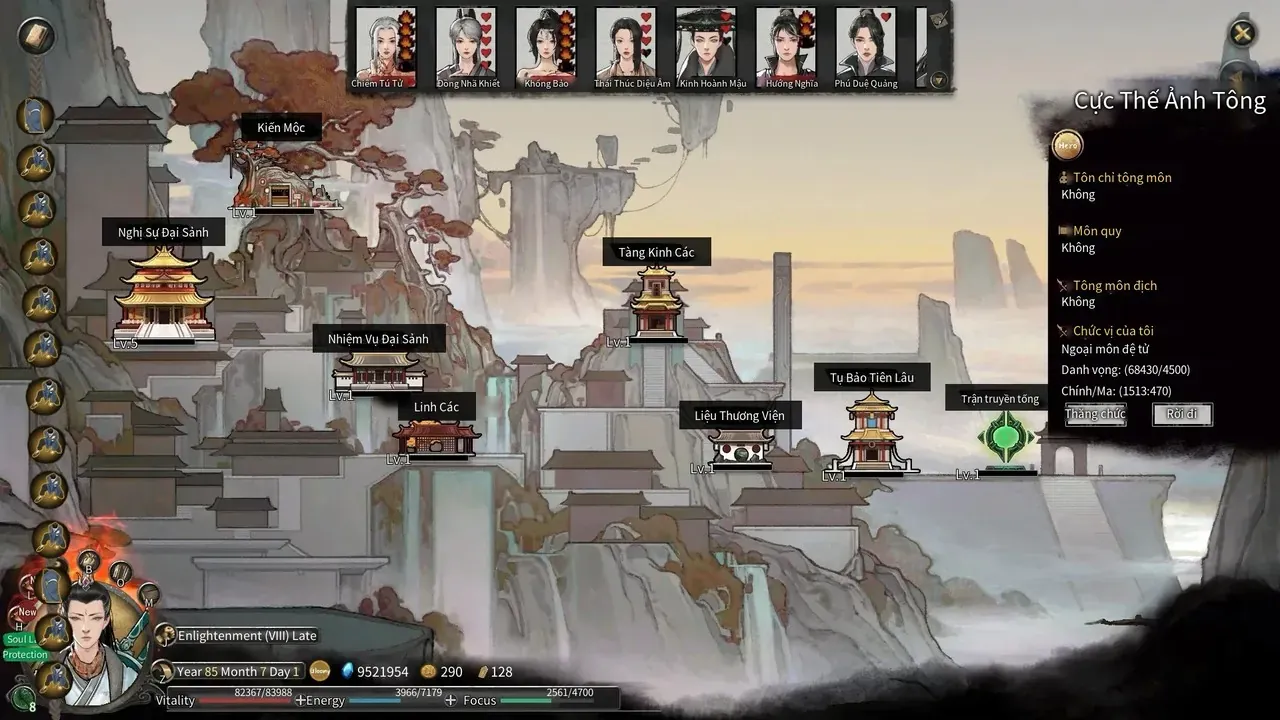 Chiêm Tú Tử
Đông Nhã Khiết
Khổng Bảo
Thái Thúc Diệu Âm
Kinh Hoành Mậu
Hướng Nghĩa
Phú Duệ Quảng
Cực Thế Ảnh Tông
Hero
Tôn chỉ tông môn
Không
Môn quy
Không
Tông môn địch
Không
Chức vị của tôi
Ngoại môn đệ tử
Danh vọng: (68430/4500)
Chính/Ma: (1513:470)
Thăng chức
Rời đi
Kiến Mộc
Lv.1
Nghị Sự Đại Sảnh
Lv.5
Tàng Kinh Các
Lv.1
Nhiệm Vụ Đại Sảnh
Lv.1
Linh Các
Lv.1
Liệu Thương Viện
Lv.1
Tụ Bảo Tiên Lâu
Lv.1
Trận truyền tống
Lv.1
B
O
M
L
New
H
Soul L
Protection
8
Enlightenment (VIII) Late
Z
Year 85 Month 7 Day 1
9521954
290
128
Vitality
82367/83988
Energy
3966/7179
Focus
2561/4700